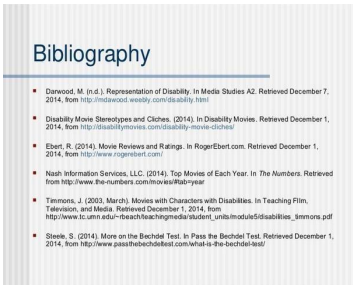 Bibliography
Darwood, M. (n.d.). Representation of Disability. In Media Studies A2. Retrieved December 7,
2014, from http://mdawood.weebly.com/disability.html
Disability Movie Stereotypes and Cliches. (2014). In Disability Movies. Retrieved December 1,
2014, from http://disabilitymovies.com/disability-movie-cliches/
Ebert, R. (2014). Movie Reviews and Ratings. In RogerEbert.com. Retrieved December 1,
2014, from http://www.rogerebert.com/
Nash Information Services, LLC. (2014). Top Movies of Each Year. In The Numbers. Retrieved
from http://www.the-numbers.com/movies/#tab=year
Timmons, J. (2003, March). Movies with Characters with Disabilities. In Teaching Film,
Television, and Media. Retrieved December 1, 2014, from
http://www.tc.umn.edu/~rbeach/teachingmedia/student_units/module5/disabilities_timmons.pdf
Steele, S. (2014). More on the Bechdel Test. In Pass the Bechdel Test. Retrieved December 1,
2014, from http://www.passthebechdeltest.com/what-is-the-bechdel-test/